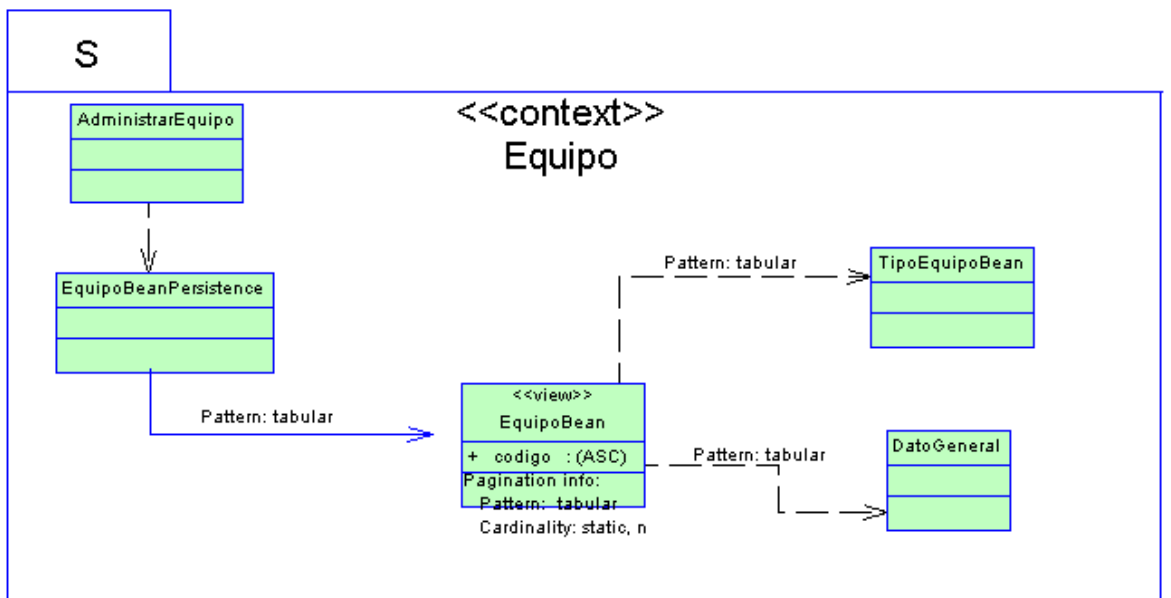 S
<<context>>
Equipo
AdministrarEquipo
EquipoBeanPersistence
Pattern: tabular
TipoEquipoBean
<<view>>
EquipoBean
Pattern: tabular
+ codigo : (ASC)
Pagination info:
Pattern: tabular
Cardinality: static, n
Pattern: tabular
DatoGeneral